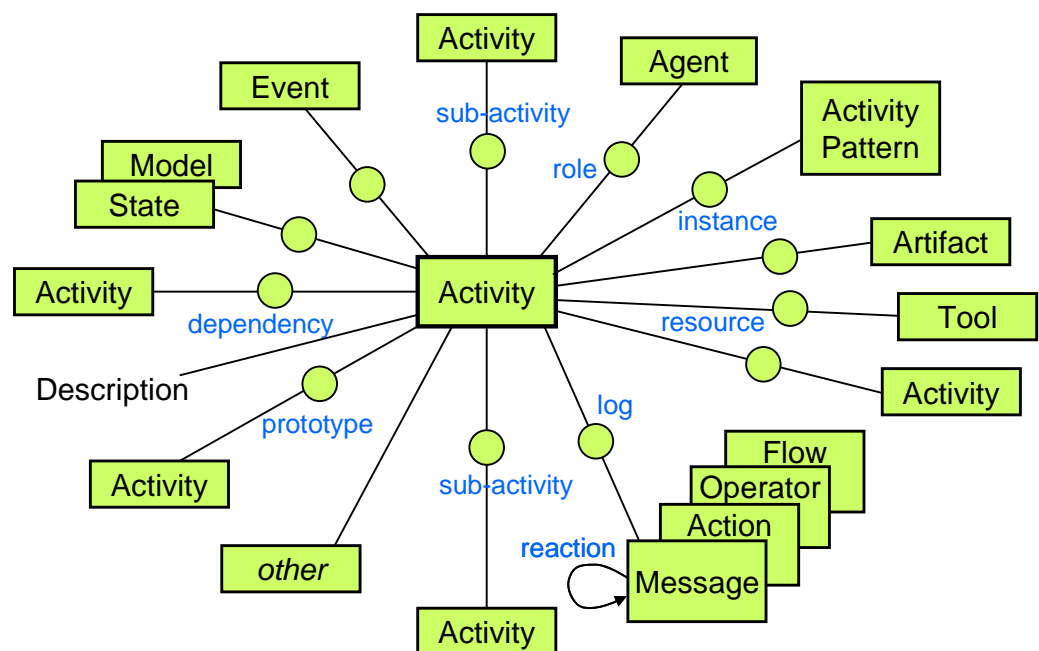 Activity
Agent
Event
sub-activity
Activity
Pattern
Model
role
State
instance
Artifact
Activity
Activity
dependency
resource
Tool
Description
Activity
prototype
log
Activity
sub-activity
Flow
Operator
Action
reaction
Message
other
Activity